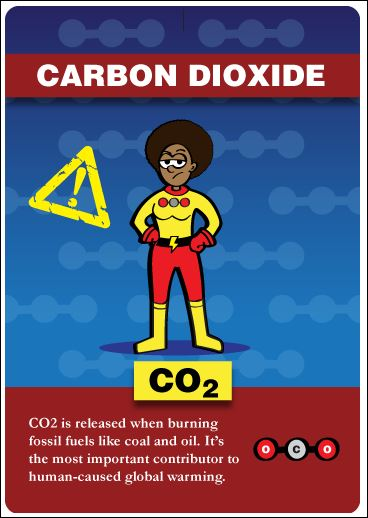 CARBON DIOXIDE
!
CO₂
CO2 is released when burning
fossil fuels like coal and oil. It's
the most important contributor to
human-caused global warming.
O C O